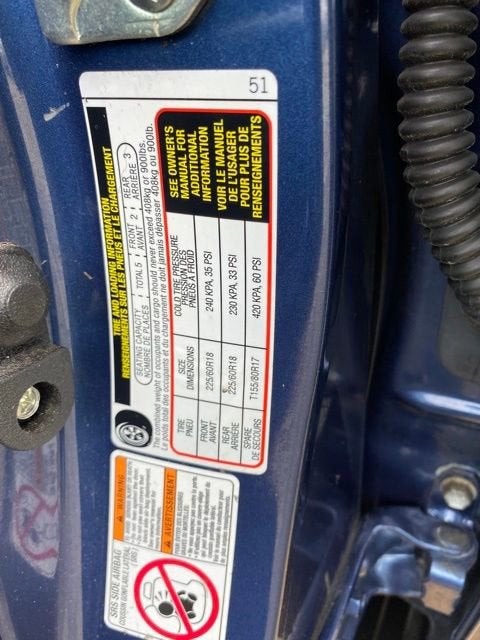 TIRE AND LOADING INFORMATION
RENSEIGNEMENTS SUR LES PNEUS ET LE CHARGEMENT
SEATING CAPACITY TOTAL 5 FRONT 2 REAR 3
NOMBRE DE PLACES AVANT ARRIÈRE
The combined weight of occupants and cargo should never exceed 408kg or 900lbs.
Le poids total des occupants et du chargement ne doit jamais dépasser 408kg ou 900lb.
TIRE SIZE COLD TIRE PRESSURE
PNEU DIMENSIONS PRESSION DES PNEUS À FROID
FRONT 225/60R18 240 KPA, 35 PSI
AVANT
REAR 225/60R18 230 KPA, 33 PSI
ARRIÈRE
SPARE T155/80R17 420 KPA, 60 PSI
DE SECOURS
SEE OWNER'S
MANUAL FOR
ADDITIONAL
INFORMATION
VOIR LE MANUEL
DE L'USAGER
POUR PLUS DE
RENSEIGNEMENTS
51
SRS SIDE AIRBAG
COUSSIN GONFLABLE LATÉRAL
(SRS)
WARNING
AVERTISSEMENT